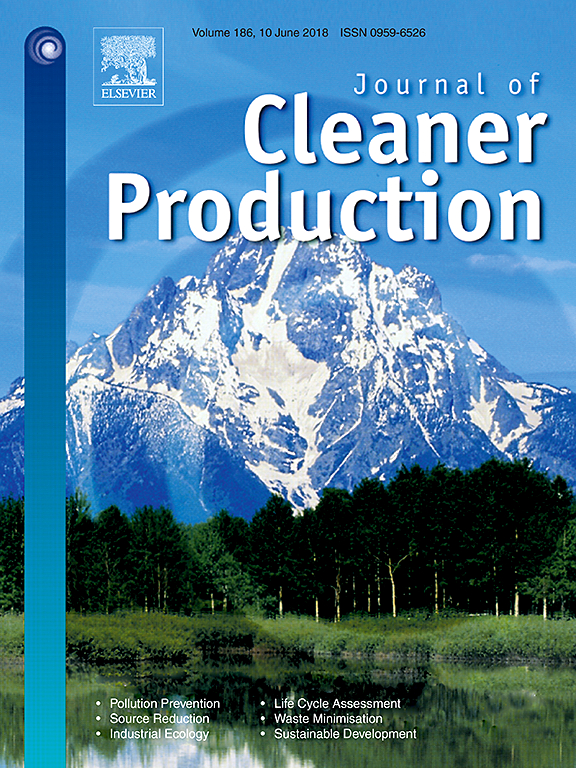 Volume 186, 10 June 2018 ISSN 0959-6526
ELSEVIER
Journal of
Cleaner
Production
• Pollution Prevention
• Source Reduction
• Industrial Ecology
• Life Cycle Assessment
• Waste Minimisation
• Sustainable Development